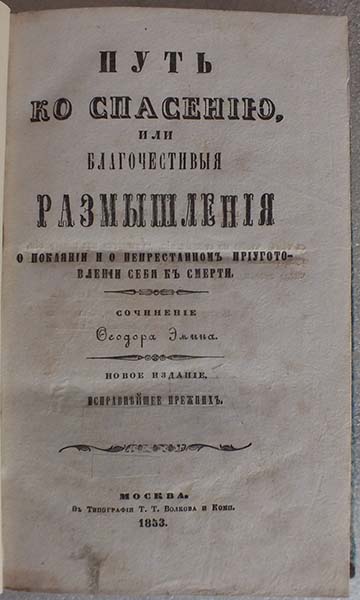 ПУТЬ
КО СПАСЕНІЮ,
ИЛИ
БЛАГОЧЕСТИВЫЯ
РАЗМЫШЛЕНІЯ
О ПОКАЯНІИ И О НЕПРЕСТАННОМЪ ПРІУГОТО-
ВЛЕНІИ СЕБЯ КЪ СМЕРТИ.
СОЧИНЕНІЕ
Ѳеодора Эмина.
НОВОЕ ИЗДАНІЕ,
ИСПРАВНѢЙШЕЕ ПРЕЖНИХЪ.
МОСКВА.
Въ Типографіи Т. Т. Волкова и Комп.
1853.